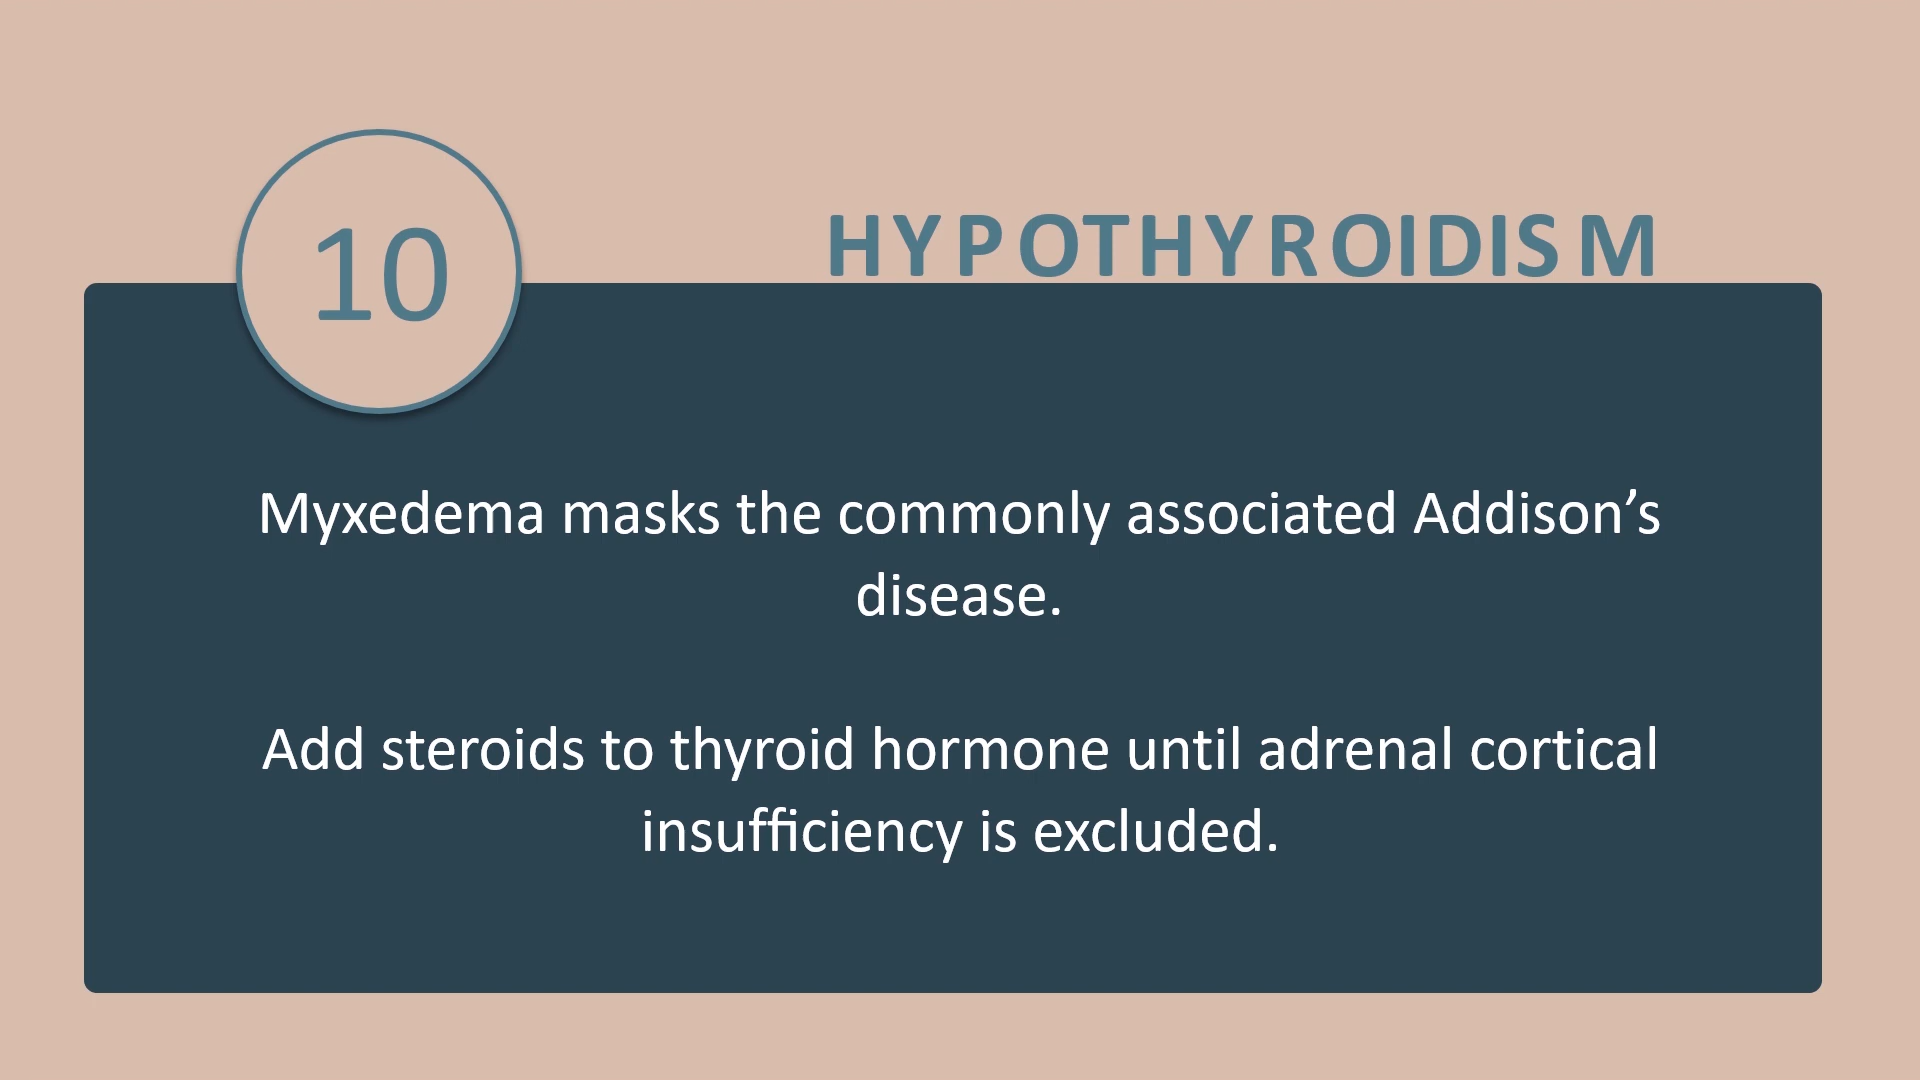 10
HYPOTHYROIDISM
Myxedema masks the commonly associated Addison’s
disease.
Add steroids to thyroid hormone until adrenal cortical
insufficiency is excluded.